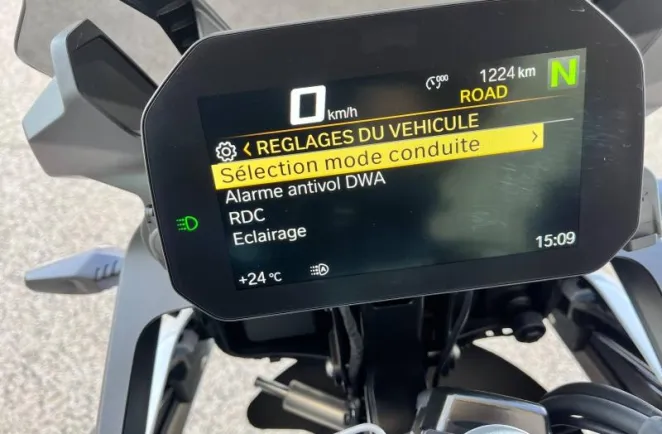 0 km/h
900 1224 km N
ROAD
< REGLAGES DU VEHICULE
Sélection mode conduite >
Alarme antivol DWA
RDC
Eclairage
15:09
+24 °C